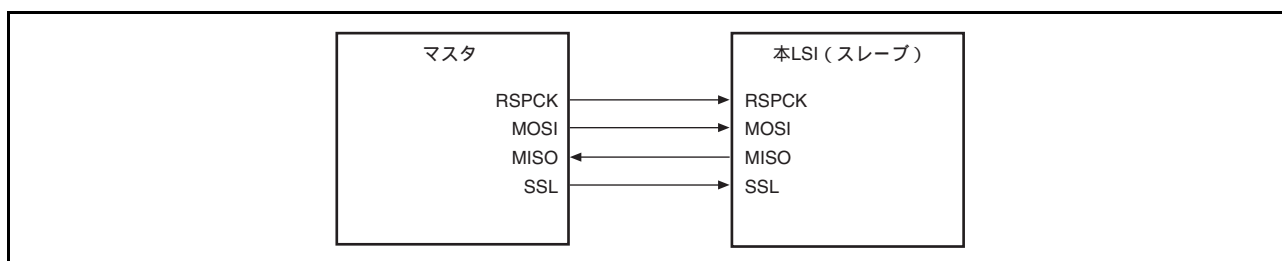 マスタ
RSPCK
MOSI
MISO
SSL
本LSI（スレーブ）
RSPCK
MOSI
MISO
SSL